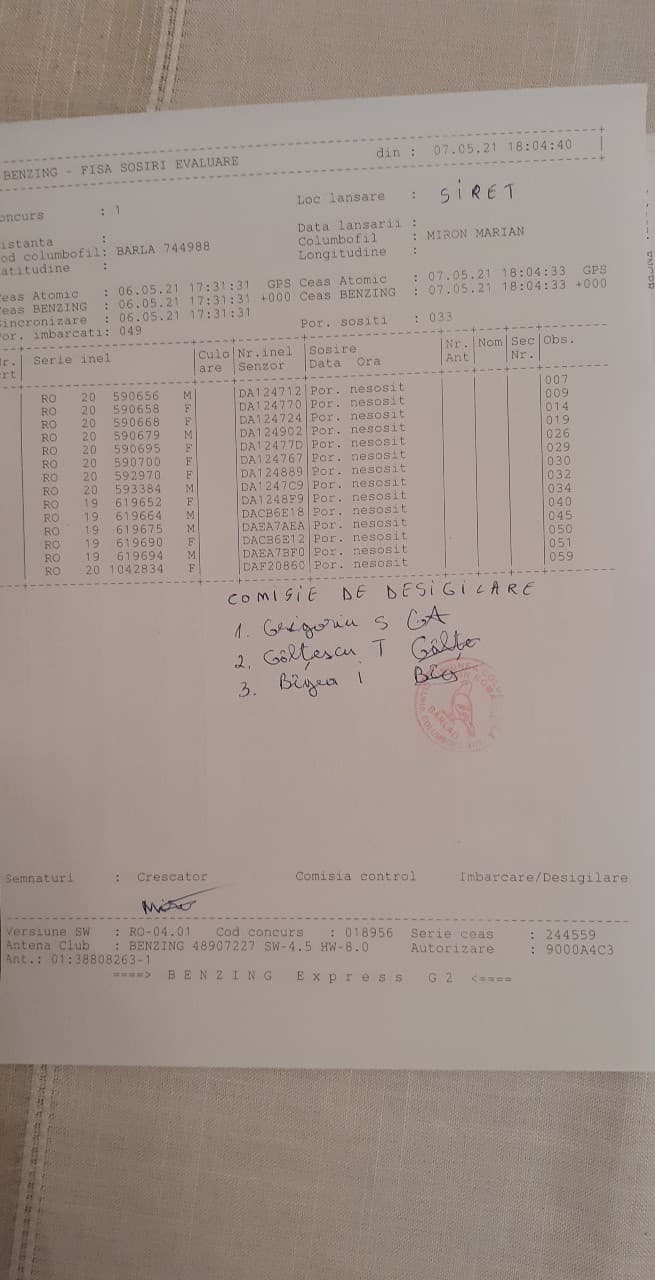 BENZING - FISA SOSIRI EVALUARE din : 07.05.21 18:04:40
oncurs : 1 Loc lansare : SIRET
istanta : Data lansarii :
od columbofil: BARLA 744988 Columbofil : MIRON MARIAN
atitudine : Longitudine :
eas Atomic : 06.05.21 17:31:31 GPS Ceas Atomic : 07.05.21 18:04:33 GPS
eas BENZING : 06.05.21 17:31:31 +000 Ceas BENZING : 07.05.21 18:04:33 +000
incronizare : 06.05.21 17:31:31
or. imbarcati: 049 Por. sositi : 033
r. Serie inel Culo Nr.inel Sosire Nr. Nom Sec Obs.
rt are Senzor Data Ora Ant Nr.
RO 20 590656 M DA124712 Por. nesosit 007
RO 20 590658 F DA124770 Por. nesosit 009
RO 20 590668 F DA124724 Por. nesosit 014
RO 20 590679 M DA124902 Por. nesosit 019
RO 20 590695 F DA12477D Por. nesosit 026
RO 20 590700 F DA124767 Por. nesosit 029
RO 20 592970 F DA124889 Por. nesosit 030
RO 20 593384 M DA1247C9 Por. nesosit 032
RO 19 619652 F DA1248F9 Por. nesosit 034
RO 19 619664 M DACB6E18 Por. nesosit 040
RO 19 619675 M DAEA7AEA Por. nesosit 045
RO 19 619690 F DACB6E12 Por. nesosit 050
RO 19 619694 M DAEA7BF0 Por. nesosit 051
RO 20 1042834 F DAF20860 Por. nesosit 059
COMISIE DE DESIGILARE
1. Grigoriu S
2. Gâlțescu T
3. Bîgea i
BARLAD
Semnaturi : Crescator Comisia control Imbarcare/Desigilare
Versiune SW : RO-04.01 Cod concurs : 018956 Serie ceas : 244559
Antena Club : BENZING 48907227 SW-4.5 HW-8.0 Autorizare : 9000A4C3
Ant.: 01:38808263-1
====> BENZING Express G2 <====